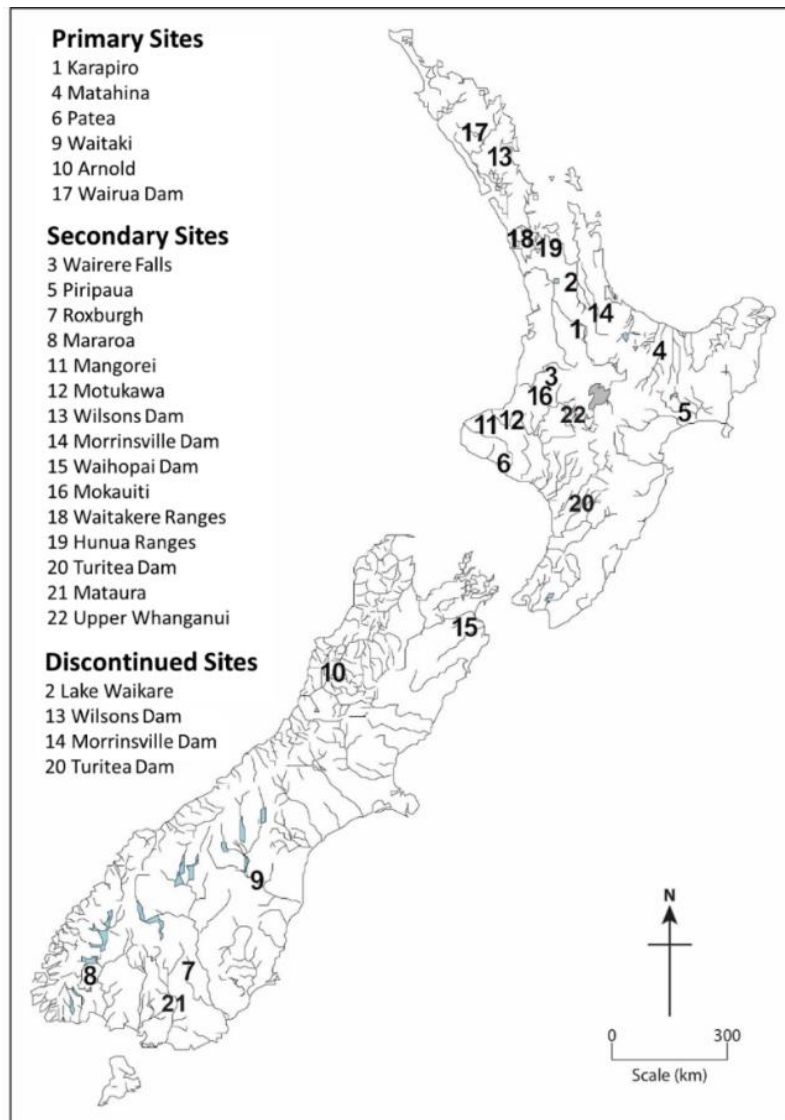 Primary Sites
1 Karapiro
4 Matahina
6 Patea
9 Waitaki
10 Arnold
17 Wairua Dam
Secondary Sites
3 Wairere Falls
5 Piripaua
7 Roxburgh
8 Mararoa
11 Mangorei
12 Motukawa
13 Wilsons Dam
14 Morrinsville Dam
15 Waihopai Dam
16 Mokauiti
18 Waitakere Ranges
19 Hunua Ranges
20 Turitea Dam
21 Mataura
22 Upper Whanganui
Discontinued Sites
2 Lake Waikare
13 Wilsons Dam
14 Morrinsville Dam
20 Turitea Dam
17
13
18
19
2
14
1
4
3
16
22
5
11
12
6
20
15
10
9
8
7
21
N
0 300
Scale (km)